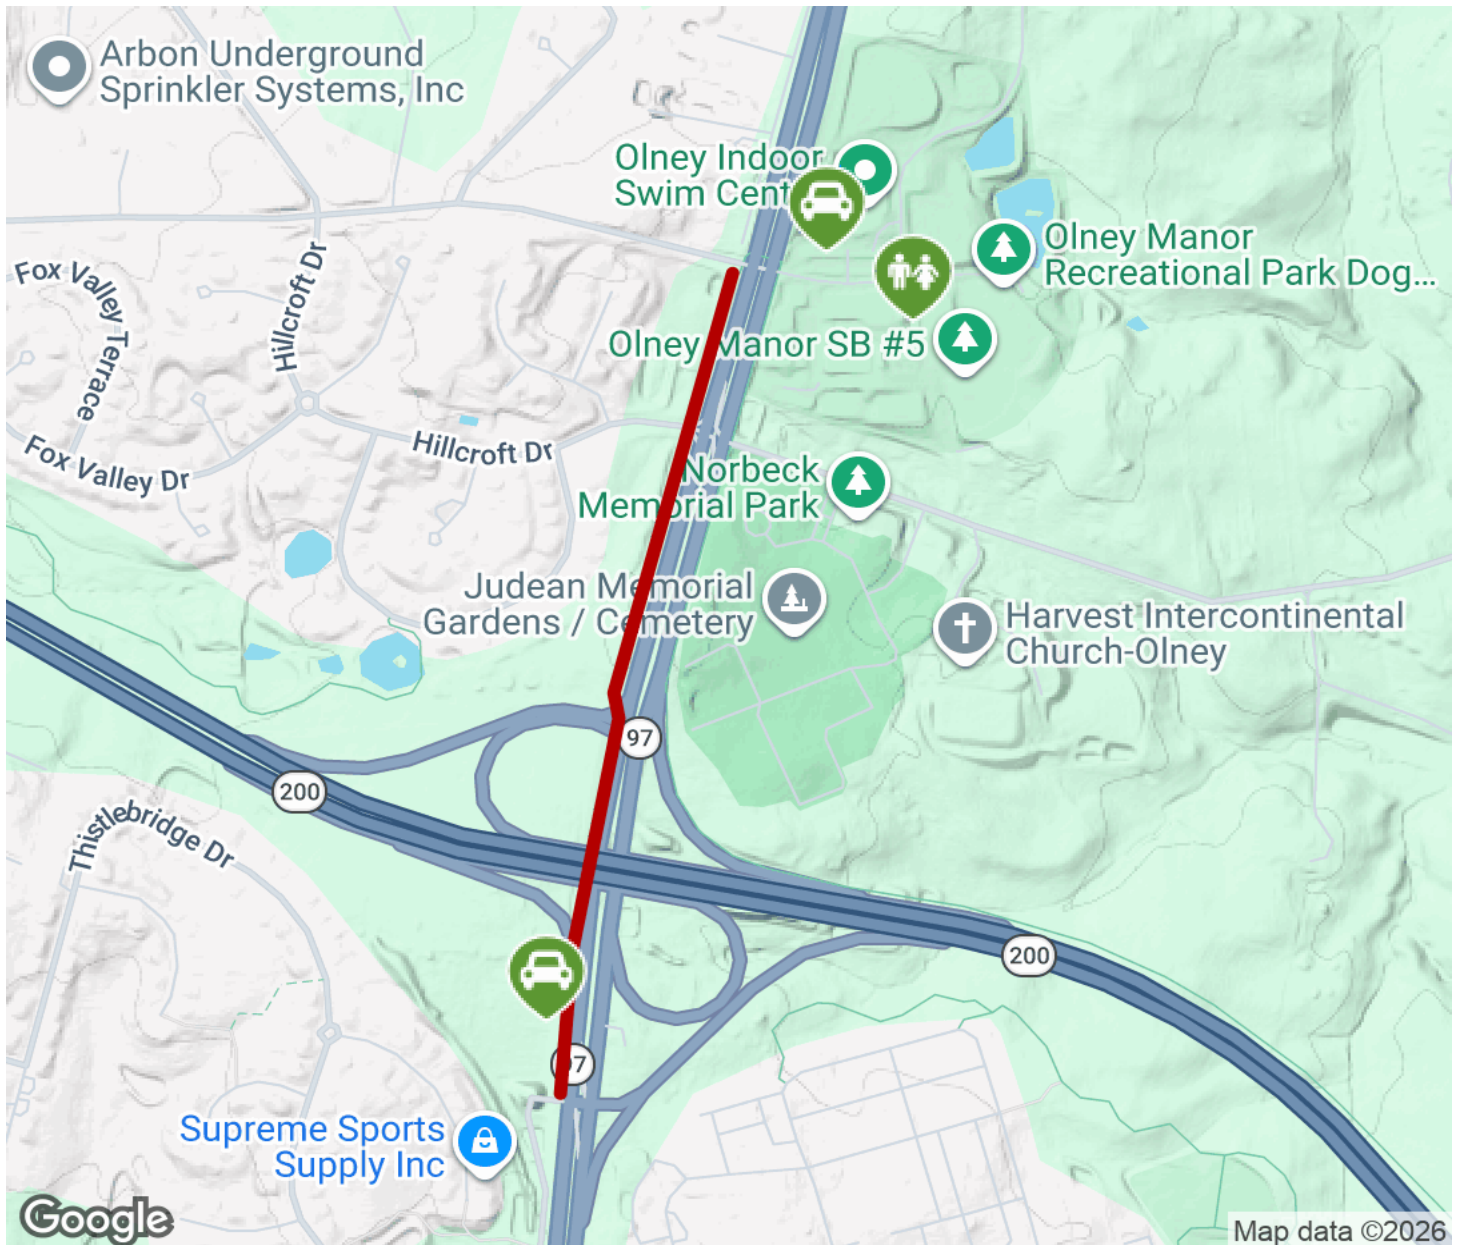 Arbon Underground
Sprinkler Systems, Inc
Olney Indoor
Swim Cent
Olney Manor
Recreational Park Dog...
Hillcroft Dr
Fox Valley Terrace
Olney Manor SB #5
Hillcroft Dr
Fox Valley Dr
Norbeck
Memorial Park
Judean Memorial
Gardens / Cemetery
Harvest Intercontinental
Church-Olney
97
200
Thistlebridge Dr
200
97
Supreme Sports
Supply Inc
Google
Map data ©2026